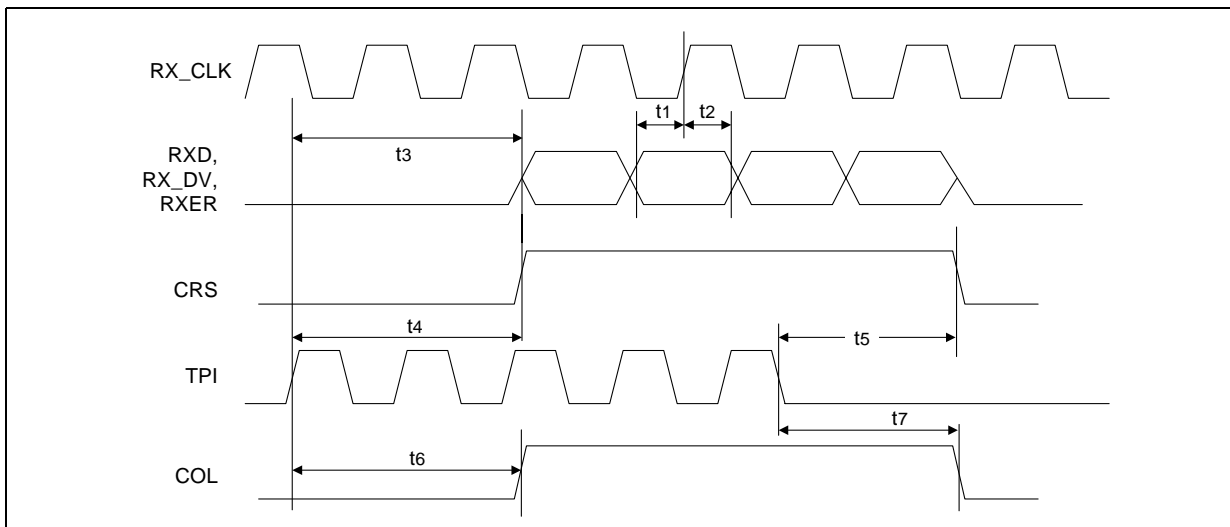 RX_CLK
t1
t2
t3
RXD,
RX_DV,
RXER
CRS
t4
t5
TPI
t7
t6
COL